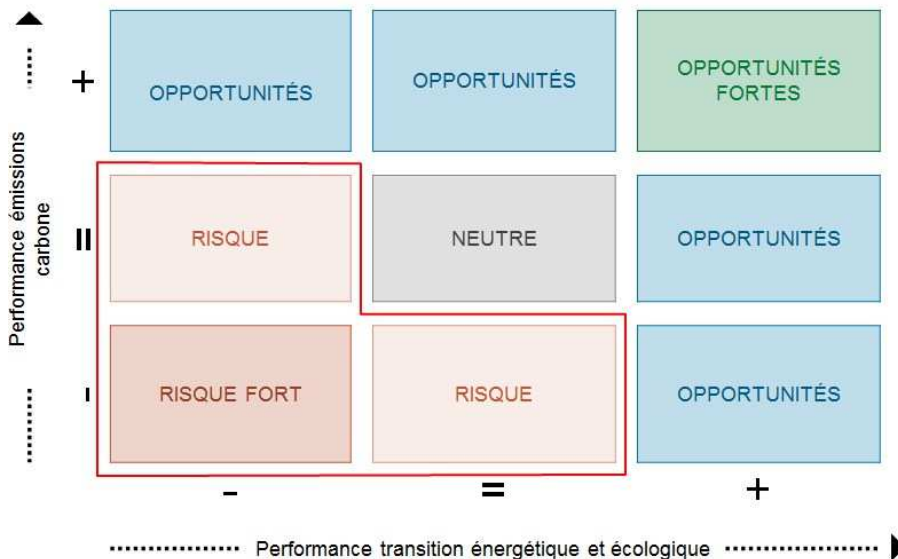 Performance émissions
carbone
+
OPPORTUNITÉS
OPPORTUNITÉS
OPPORTUNITÉS
FORTES
=
RISQUE
NEUTRE
OPPORTUNITÉS
-
RISQUE FORT
RISQUE
OPPORTUNITÉS
-
=
+
Performance transition énergétique et écologique